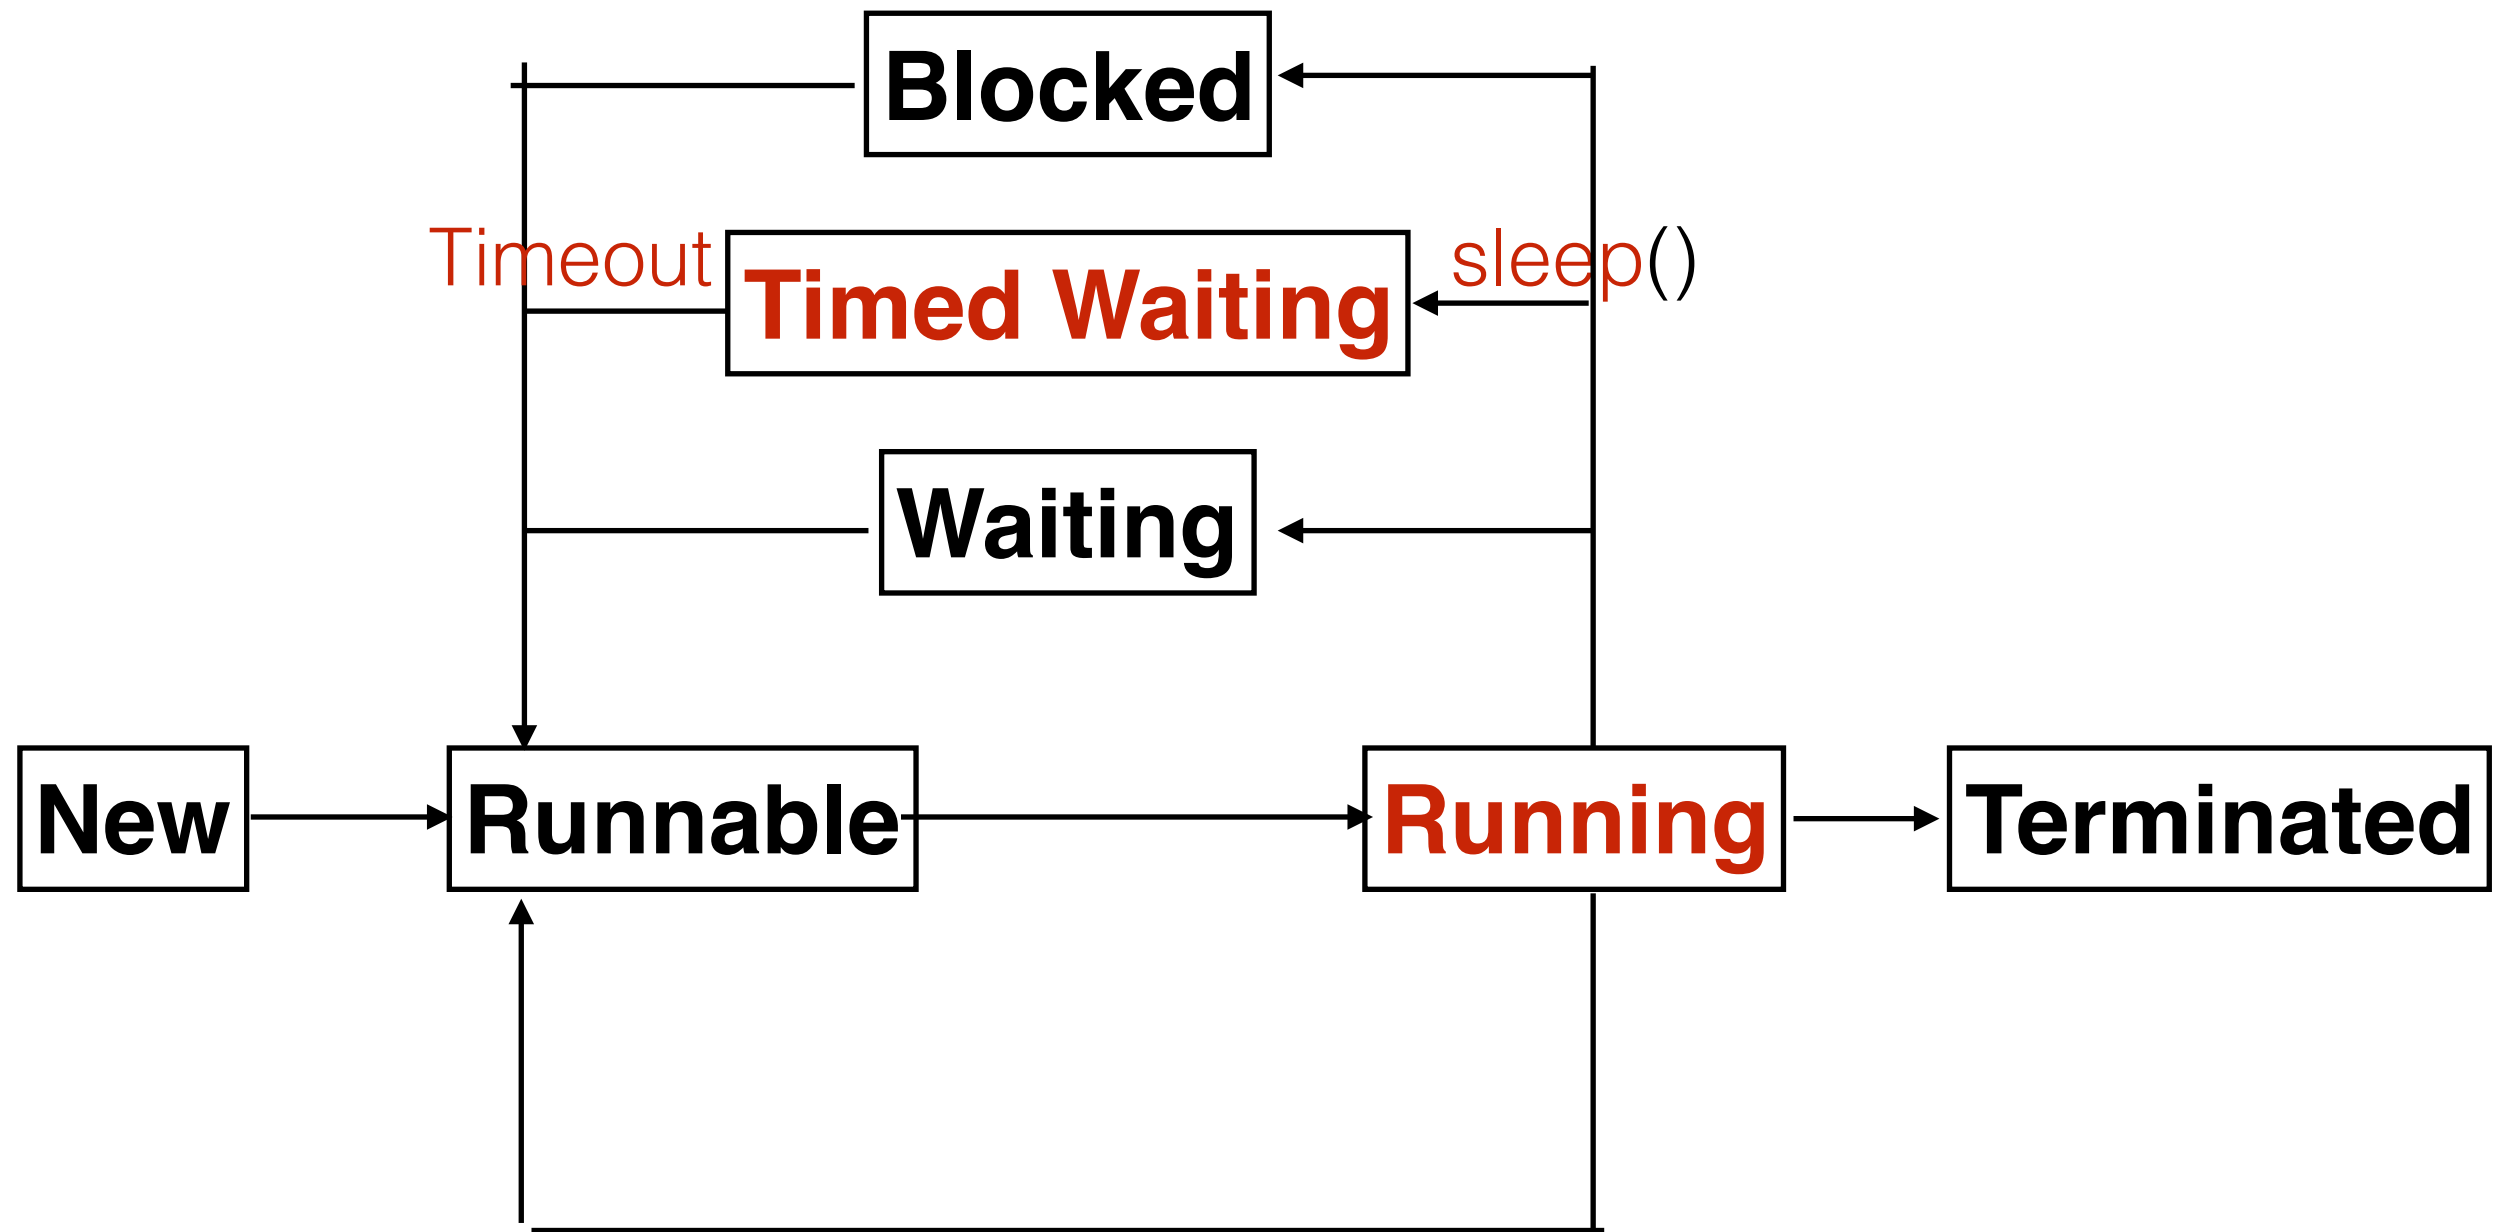 Blocked
Timeout
sleep()
Timed Waiting
Waiting
New
Runnable
Running
Terminated